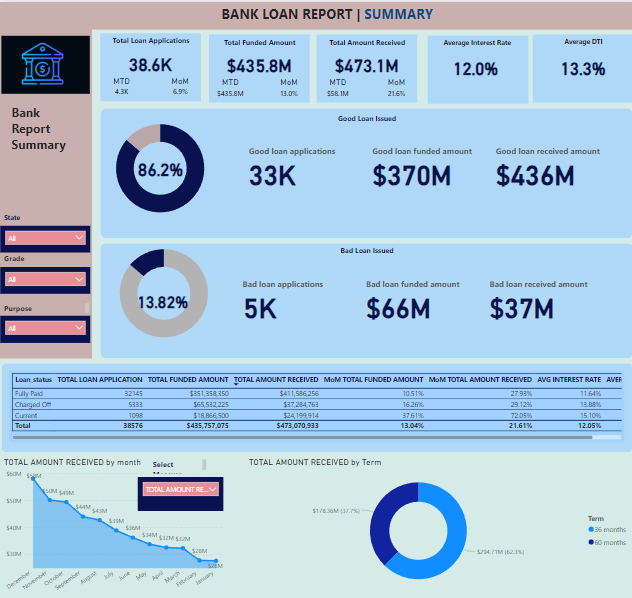 BANK LOAN REPORT | SUMMARY
Total Loan Applications
38.6K
MTD MoM
4.3K 6.9%
Total Funded Amount
$435.8M
MTD MoM
$435.8M 13.0%
Total Amount Received
$473.1M
MTD MoM
$58.1M 21.6%
Average Interest Rate
12.0%
Average DTI
13.3%
Bank
Report
Summary
State
All
Grade
All
Purpose
All
Good Loan Issued
86.2%
Good loan applications
33K
Good loan funded amount
$370M
Good loan received amount
$436M
Bad Loan Issued
13.82%
Bad loan applications
5K
Bad loan funded amount
$66M
Bad loan received amount
$37M
Loan_status TOTAL LOAN APPLICATION TOTAL FUNDED AMOUNT TOTAL AMOUNT RECEIVED MoM TOTAL FUNDED AMOUNT MoM TOTAL AMOUNT RECEIVED AVG INTEREST RATE AVER
Fully Paid 32145 $351,358,350 $411,586,256 10.51% 27.93% 11.64%
Charged Off 5333 $65,532,225 $37,284,763 16.26% 29.12% 13.88%
Current 1098 $18,866,500 $24,199,914 37.61% 72.05% 15.10%
Total 38576 $435,757,075 $473,070,933 13.04% 21.61% 12.05%
TOTAL AMOUNT RECEIVED by month
Select
TOTAL AMOUNT RE...
$60M
$50M
$40M
$30M
$50M
$49M
$44M
$43M
$39M
$36M
$34M
$32M
$32M
$28M
December
November
October
September
August
July
June
May
April
March
February
January
TOTAL AMOUNT RECEIVED by Term
$178.36M (37.7%)
$294.71M (62.3%)
Term
36 months
60 months